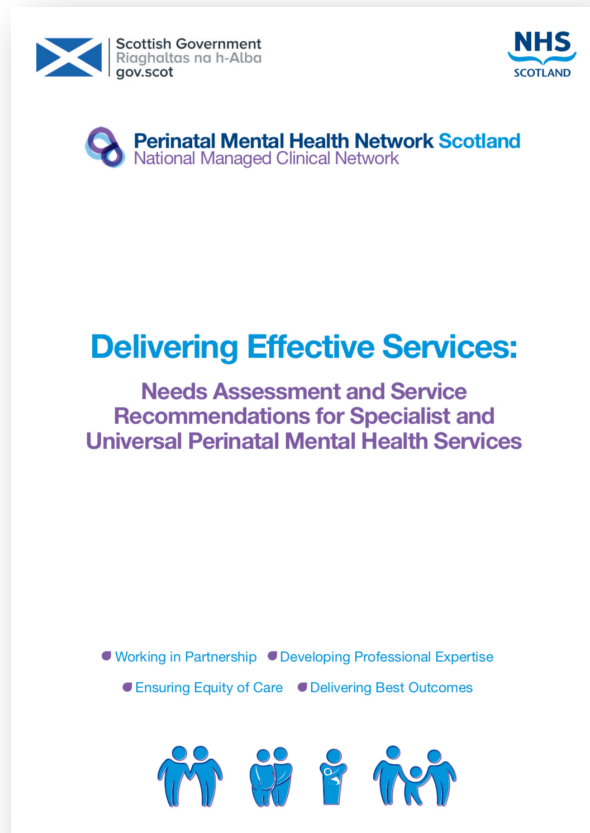 Scottish Government
Riaghaltas na h-Alba
gov.scot
NHS
SCOTLAND
Perinatal Mental Health Network Scotland
National Managed Clinical Network
Delivering Effective Services:
Needs Assessment and Service
Recommendations for Specialist and
Universal Perinatal Mental Health Services
Working in Partnership Developing Professional Expertise
Ensuring Equity of Care Delivering Best Outcomes